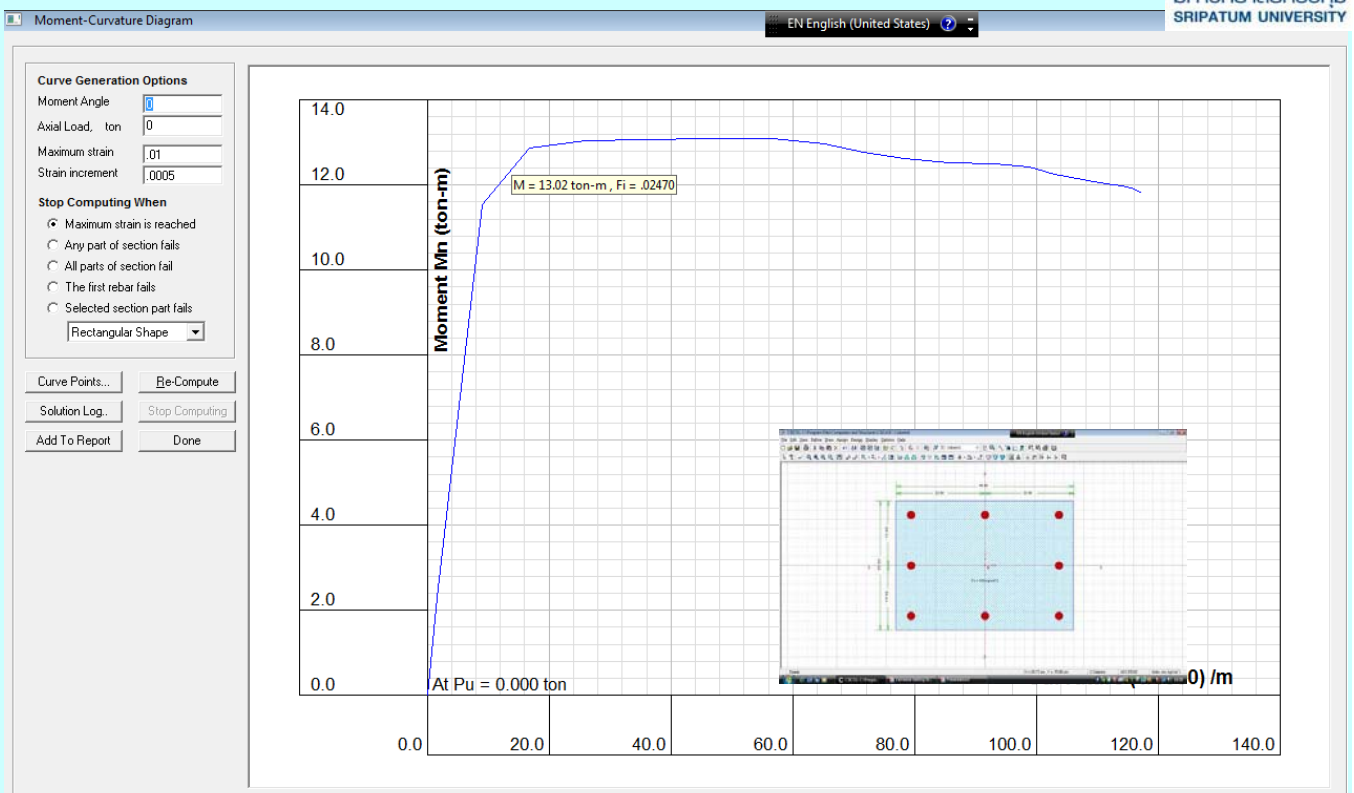 SRIPATUM UNIVERSITY
Moment-Curvature Diagram
EN English (United States)
Curve Generation Options
Moment Angle 0
Axial Load, ton 0
Maximum strain .01
Strain increment .0005
Stop Computing When
Maximum strain is reached
Any part of section fails
All parts of section fail
The first rebar fails
Selected section part fails
Rectangular Shape
Curve Points... Re-Compute
Solution Log.. Stop Computing
Add To Report Done
14.0
12.0
10.0
8.0
6.0
4.0
2.0
0.0
Moment Mn (ton-m)
M = 13.02 ton-m , Fi = .02470
At Pu = 0.000 ton
0) /m
0.0 20.0 40.0 60.0 80.0 100.0 120.0 140.0